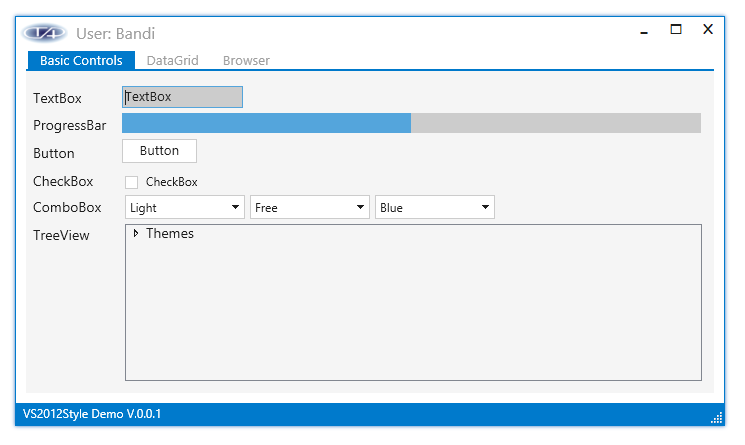 T4 User: Bandi
Basic Controls DataGrid Browser
TextBox TextBox
ProgressBar
Button Button
CheckBox CheckBox
ComboBox Light Free Blue
TreeView Themes
VS2012Style Demo V.0.0.1